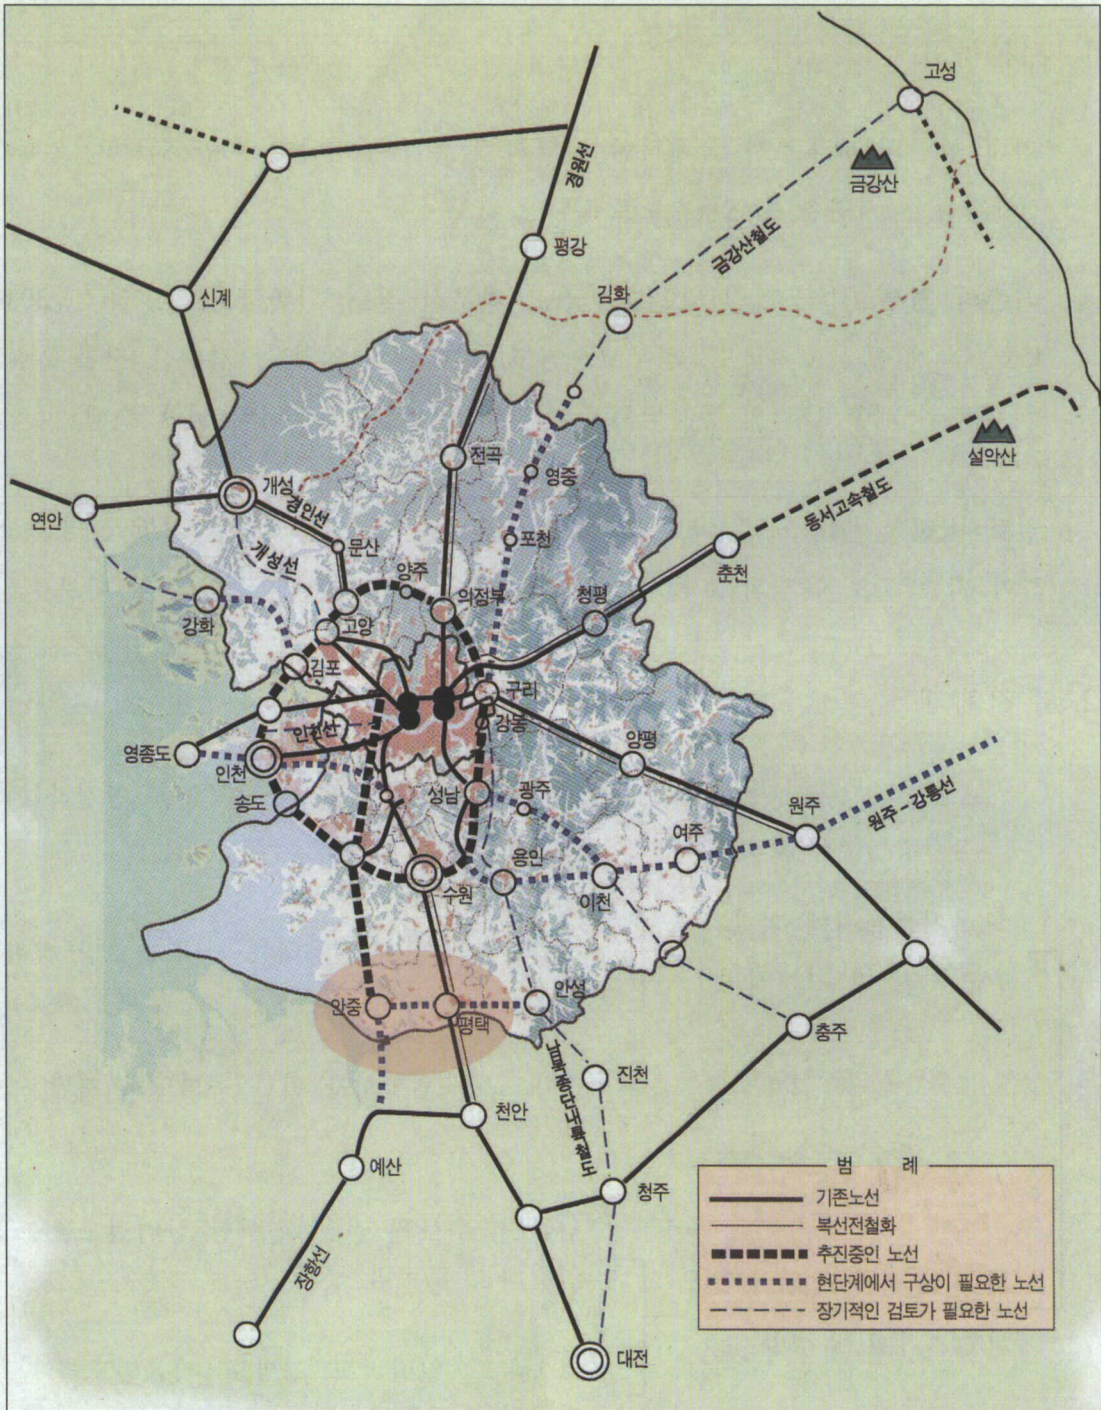 고성
금강산
경원선
평강
금강산철도
신계
김화
설악산
전곡
영중
개성
경인선
동서고속철도
연안
문산
포천
개성선
양주
춘천
의정부
청평
강화
고양
김포
구리
강동
인천선
영종도
인천
양평
성남
광주
송도
원주
원주-강릉선
여주
용인
수원
이천
안중
평택
안성
충주
남북종단내륙철도
진천
천안
예산
청주
장항선
대전
범 례
기존노선
복선전철화
추진중인 노선
현단계에서 구상이 필요한 노선
장기적인 검토가 필요한 노선